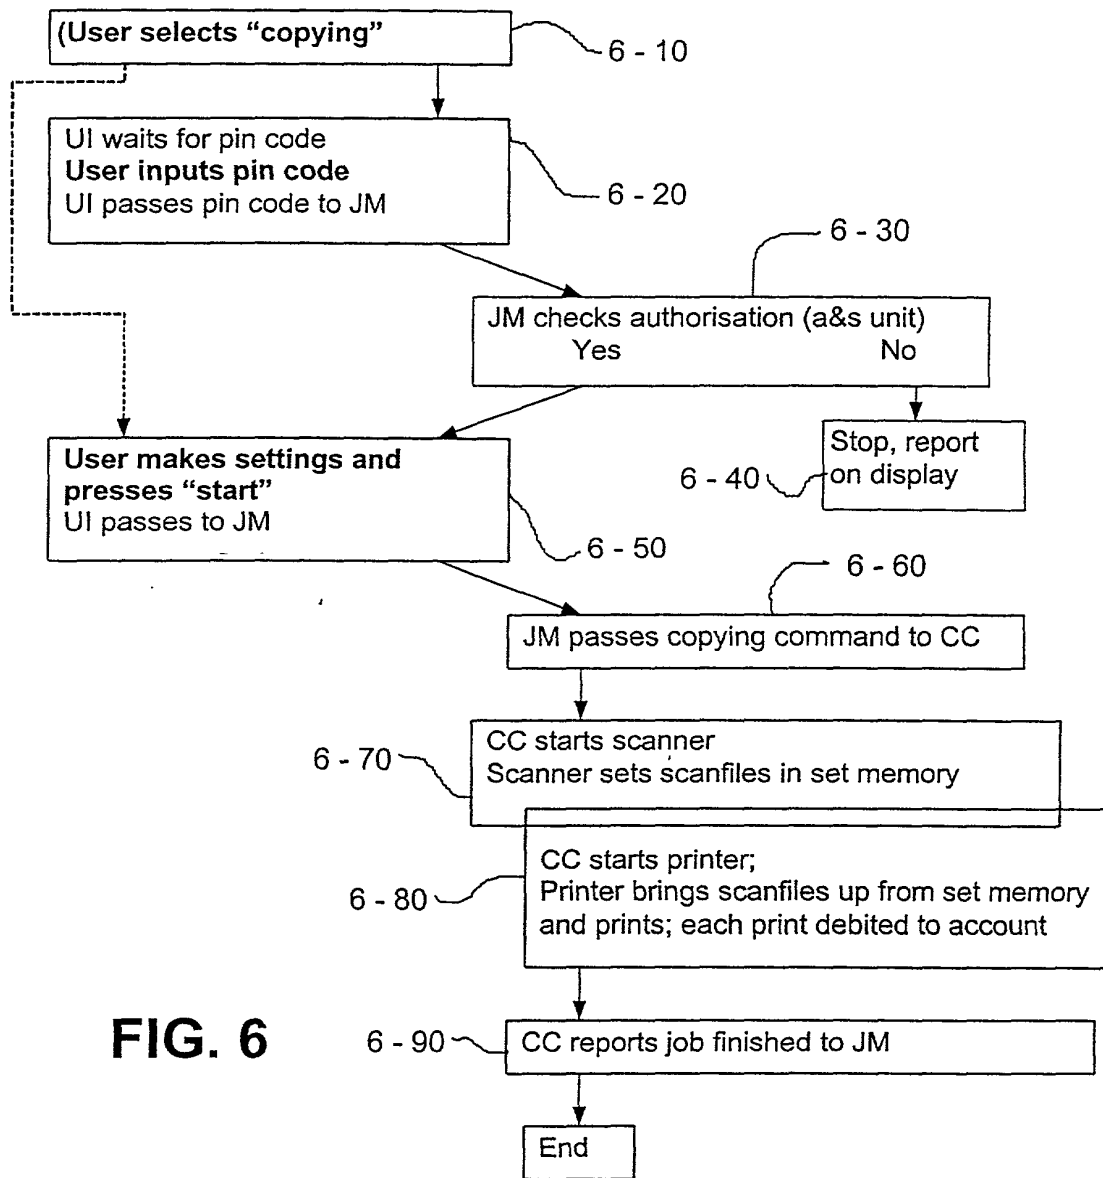 (User selects “copying”
6 - 10
UI waits for pin code
User inputs pin code
UI passes pin code to JM
6 - 20
6 - 30
JM checks authorisation (a&s unit)
Yes No
Stop, report
on display
6 - 40
User makes settings and
presses “start”
UI passes to JM
6 - 50
6 - 60
JM passes copying command to CC
CC starts scanner
Scanner sets scanfiles in set memory
6 - 70
CC starts printer;
Printer brings scanfiles up from set memory
and prints; each print debited to account
6 - 80
FIG. 6
6 - 90
CC reports job finished to JM
End